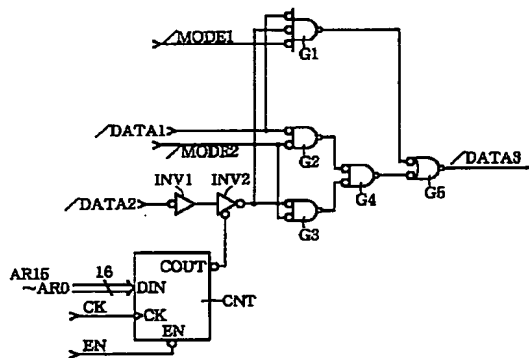 /MODE1
G1
/DATA1
/MODE2
G2
/DATA3
INV1
INV2
G4
G5
/DATA2
G3
COUT
AR15
~AR0
16
DIN
CNT
CK
CK
EN
EN